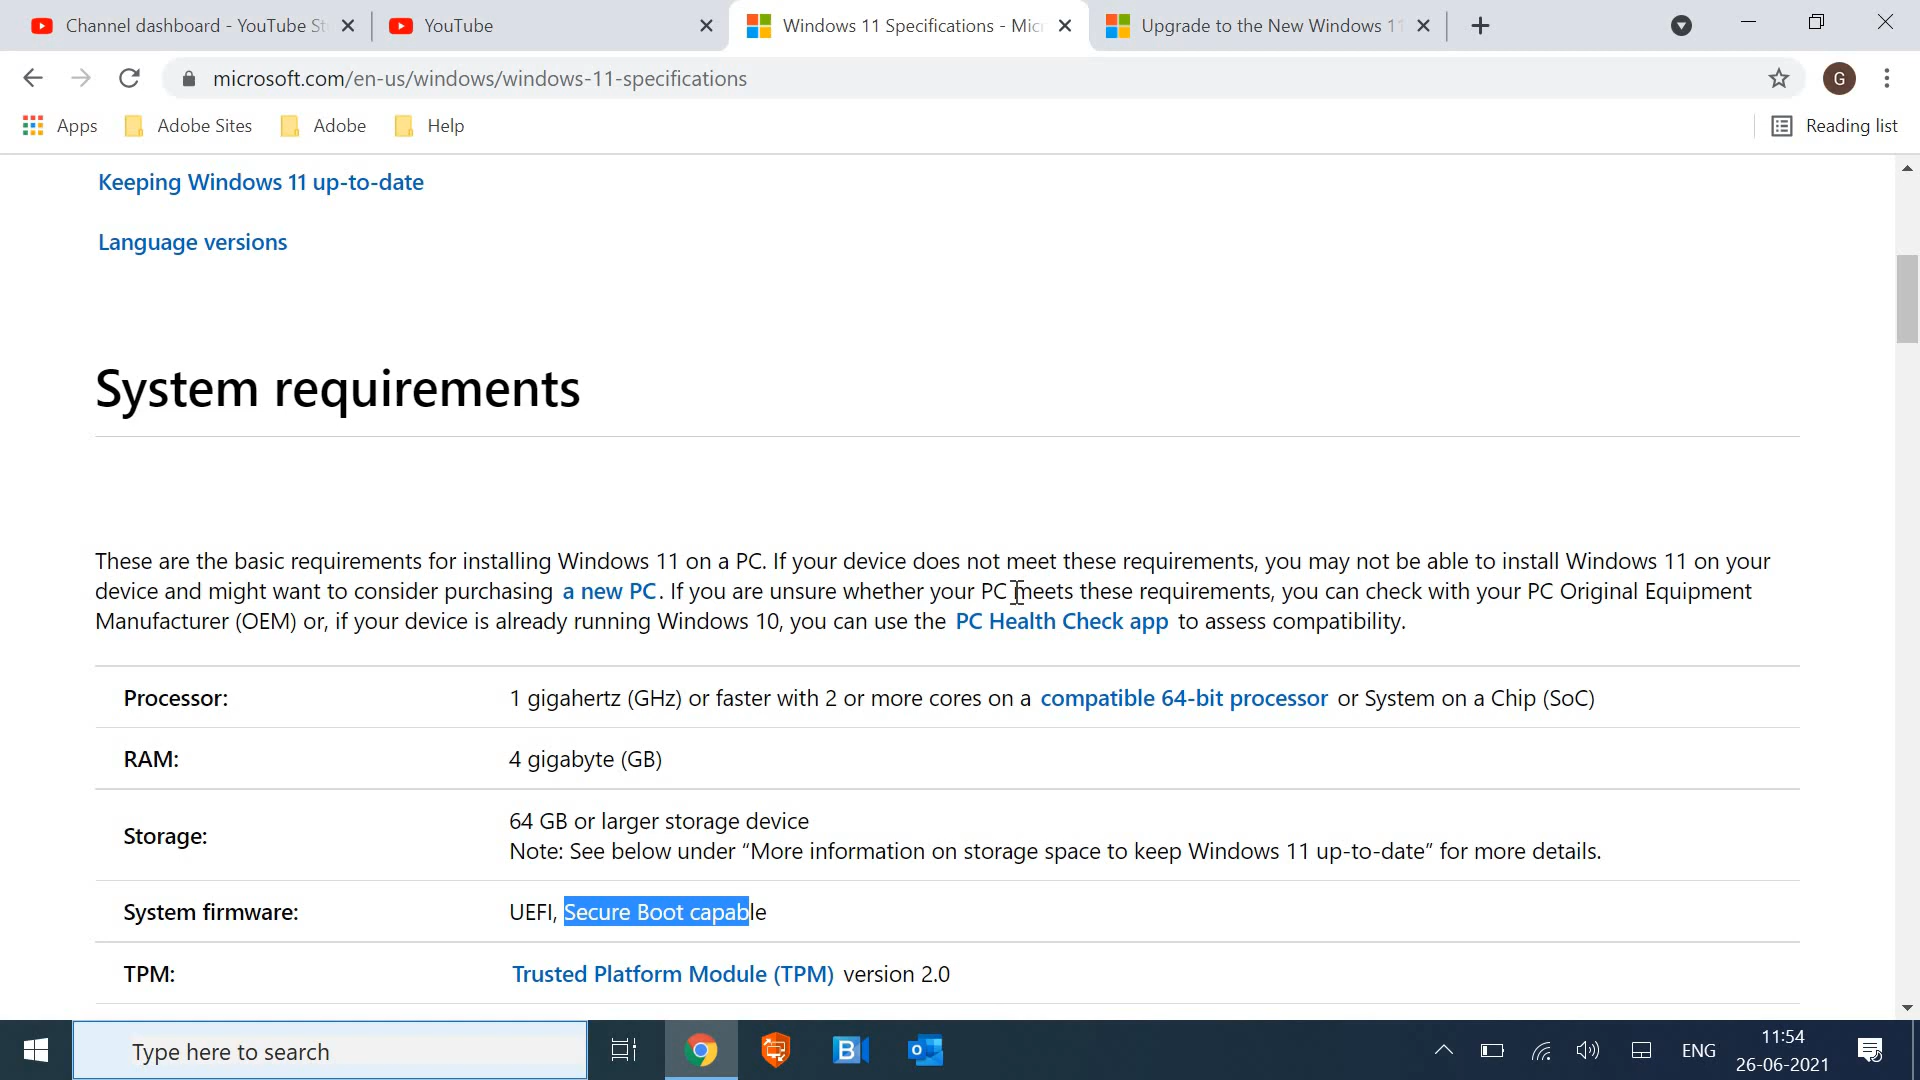 Channel dashboard - YouTube St
YouTube
Windows 11 Specifications - Micr
Upgrade to the New Windows 11
microsoft.com/en-us/windows/windows-11-specifications
G
Apps
Adobe Sites
Adobe
Help
Reading list
Keeping Windows 11 up-to-date
Language versions
System requirements
These are the basic requirements for installing Windows 11 on a PC. If your device does not meet these requirements, you may not be able to install Windows 11 on your
device and might want to consider purchasing a new PC. If you are unsure whether your PC meets these requirements, you can check with your PC Original Equipment
Manufacturer (OEM) or, if your device is already running Windows 10, you can use the PC Health Check app to assess compatibility.
Processor: 1 gigahertz (GHz) or faster with 2 or more cores on a compatible 64-bit processor or System on a Chip (SoC)
RAM: 4 gigabyte (GB)
Storage: 64 GB or larger storage device
Note: See below under “More information on storage space to keep Windows 11 up-to-date” for more details.
System firmware: UEFI, Secure Boot capable
TPM: Trusted Platform Module (TPM) version 2.0
Type here to search
B
o
ENG
11:54
26-06-2021